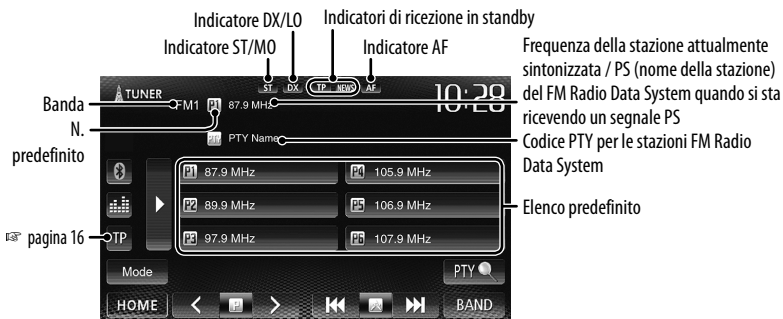 Indicatore DX/LO
Indicatori di ricezione in standby
Indicatore ST/MO
Indicatore AF
Frequenza della stazione attualmente
sintonizzata / PS (nome della stazione)
del FM Radio Data System quando si sta
ricevendo un segnale PS
Codice PTY per le stazioni FM Radio
Data System
Elenco predefinito
Banda
N.
predefinito
☞ pagina 16
TUNER
ST DX TP NEWS AF
10:28
FM1 P1 87.9 MHz
PTY PTY Name
P1 87.9 MHz
P4 105.9 MHz
P2 89.9 MHz
P5 106.9 MHz
P3 97.9 MHz
P6 107.9 MHz
TP
Mode
PTY
HOME
P
BAND